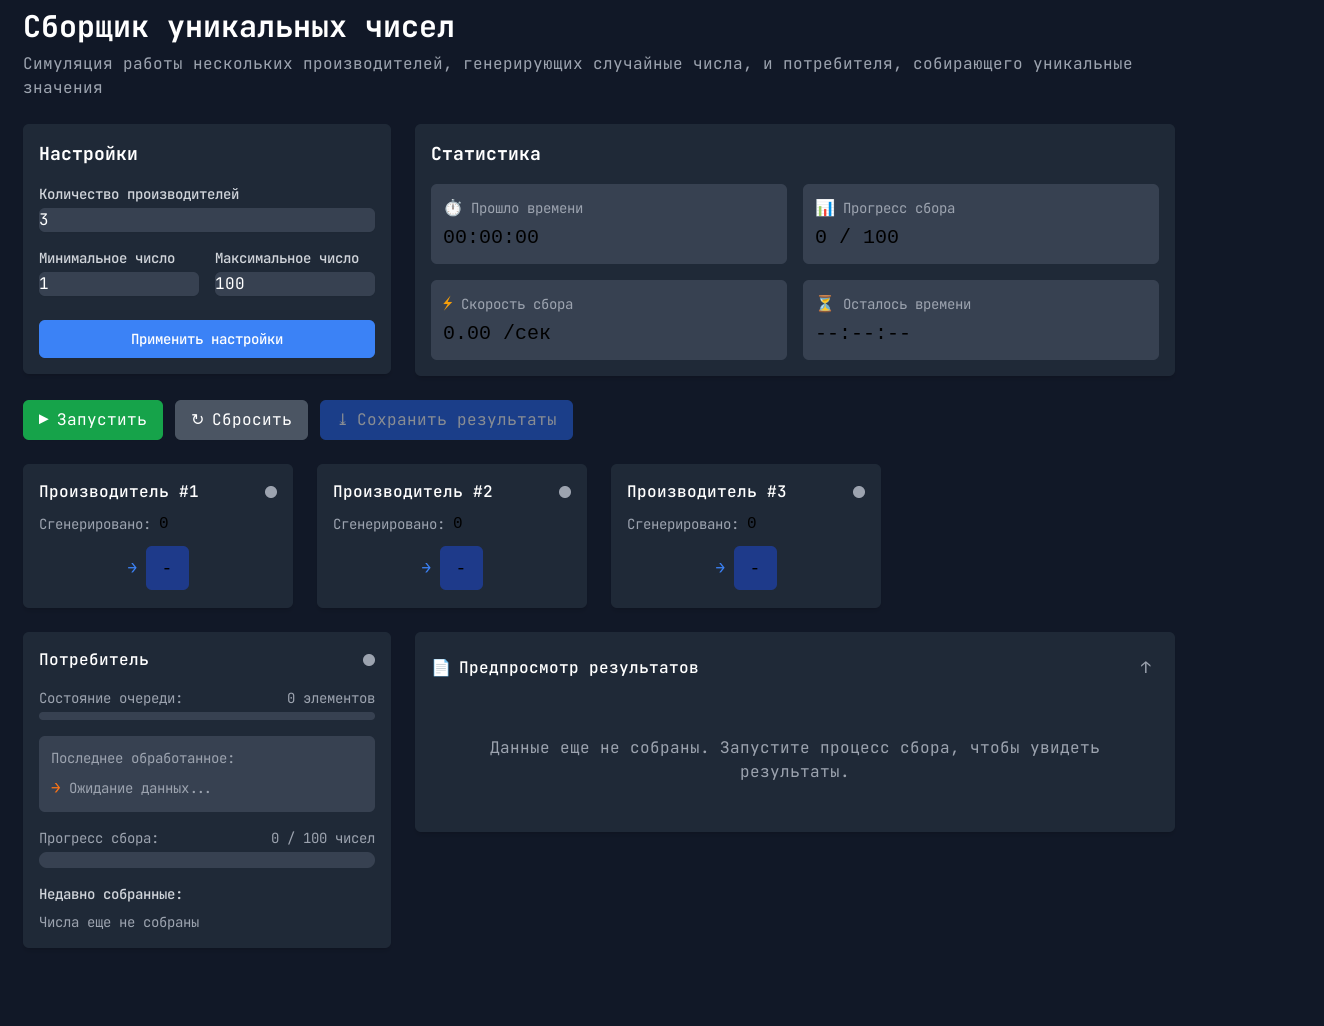 Сборщик уникальных чисел
Симуляция работы нескольких производителей, генерирующих случайные числа, и потребителя, собирающего уникальные
значения
Настройки
Количество производителей
3
Минимальное число Максимальное число
1 100
Применить настройки
Статистика
⏱️ Прошло времени
00:00:00
📊 Прогресс сбора
0 / 100
⚡ Скорость сбора
0.00 /сек
⏳ Осталось времени
--:--:--
▶ Запустить
↻ Сбросить
⤓ Сохранить результаты
Производитель #1
Сгенерировано: 0
→ -
Производитель #2
Сгенерировано: 0
→ -
Производитель #3
Сгенерировано: 0
→ -
Потребитель
Состояние очереди: 0 элементов
Последнее обработанное:
→ Ожидание данных...
Прогресс сбора: 0 / 100 чисел
Недавно собранные:
Числа еще не собраны
📄 Предпросмотр результатов ↑
Данные еще не собраны. Запустите процесс сбора, чтобы увидеть
результаты.